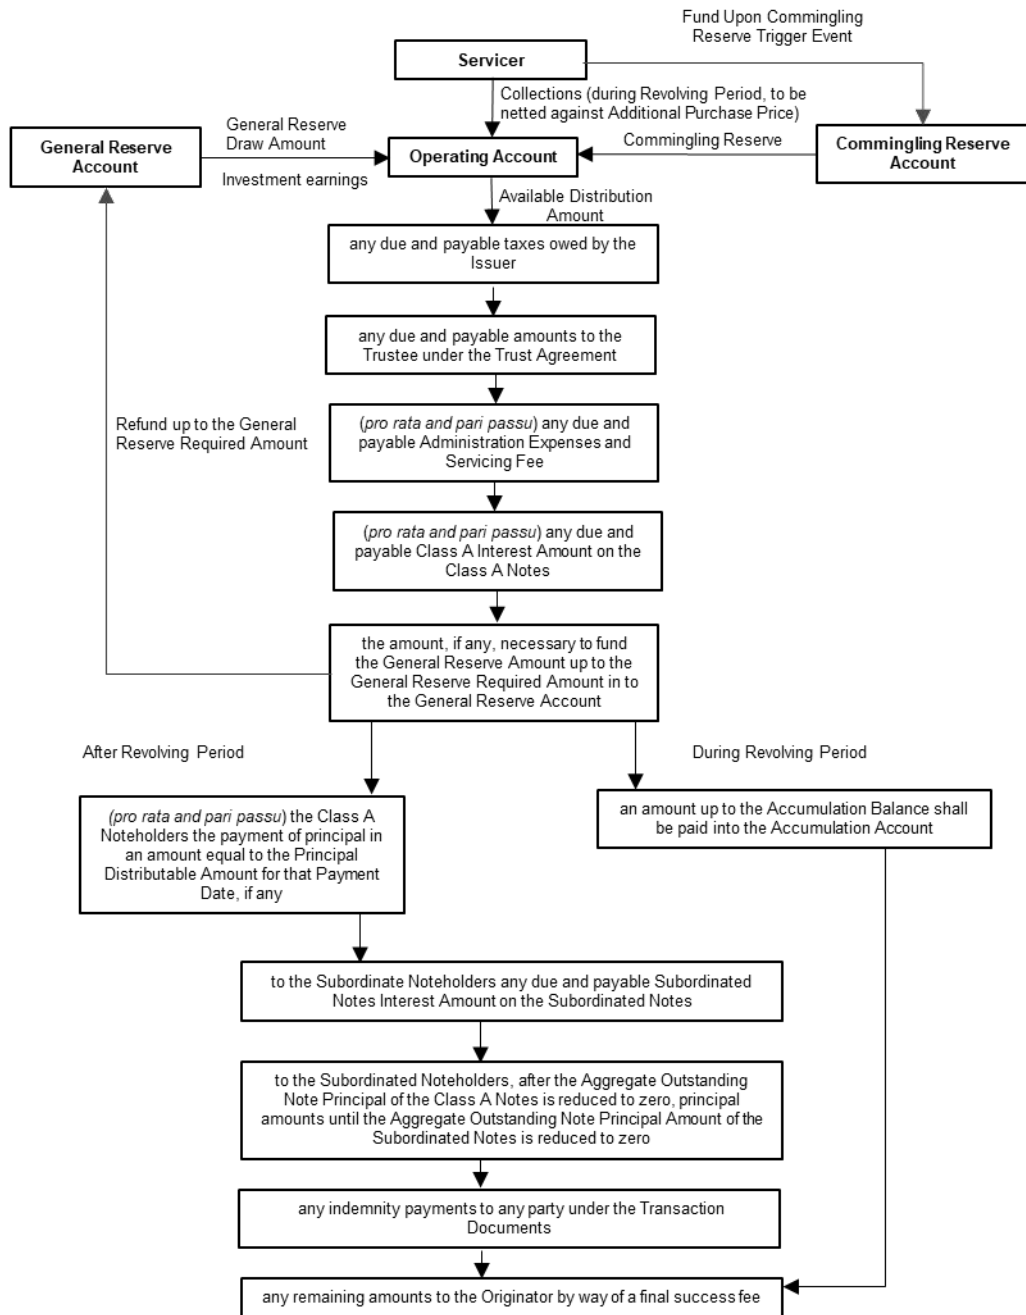 Fund Upon Commingling
Reserve Trigger Event
Servicer
Collections (during Revolving Period, to be
netted against Additional Purchase Price)
General Reserve
Draw Amount
General Reserve
Account
Operating Account
Commingling Reserve
Commingling Reserve
Account
Investment earnings
Available Distribution
Amount
any due and payable taxes owed by the
Issuer
any due and payable amounts to the
Trustee under the Trust Agreement
(pro rata and pari passu) any due and
payable Administration Expenses and
Servicing Fee
Refund up to the General
Reserve Required Amount
(pro rata and pari passu) any due and
payable Class A Interest Amount on the
Class A Notes
the amount, if any, necessary to fund
the General Reserve Amount up to the
General Reserve Required Amount in to
the General Reserve Account
After Revolving Period
During Revolving Period
(pro rata and pari passu) the Class A
Noteholders the payment of principal in
an amount equal to the Principal
Distributable Amount for that Payment
Date, if any
an amount up to the Accumulation Balance shall
be paid into the Accumulation Account
to the Subordinate Noteholders any due and payable Subordinated
Notes Interest Amount on the Subordinated Notes
to the Subordinated Noteholders, after the Aggregate Outstanding
Note Principal of the Class A Notes is reduced to zero, principal
amounts until the Aggregate Outstanding Note Principal Amount of the
Subordinated Notes is reduced to zero
any indemnity payments to any party under the Transaction
Documents
any remaining amounts to the Originator by way of a final success fee